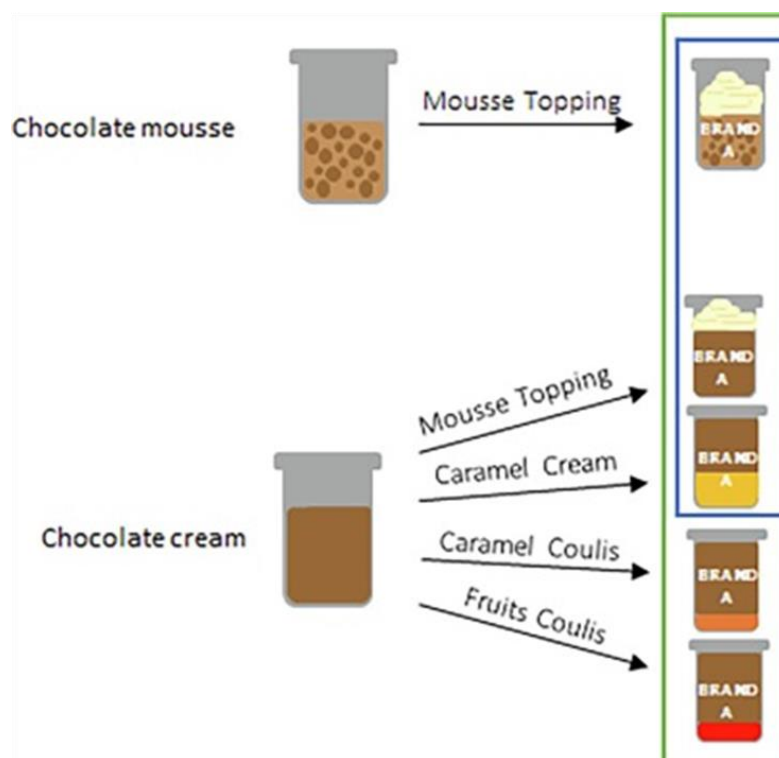 Chocolate mousse
Mousse Topping
BRAND
A
Mousse Topping
BRAND
A
Caramel Cream
BRAND
A
Chocolate cream
Caramel Coulis
BRAND
A
Fruits Coulis
BRAND
A